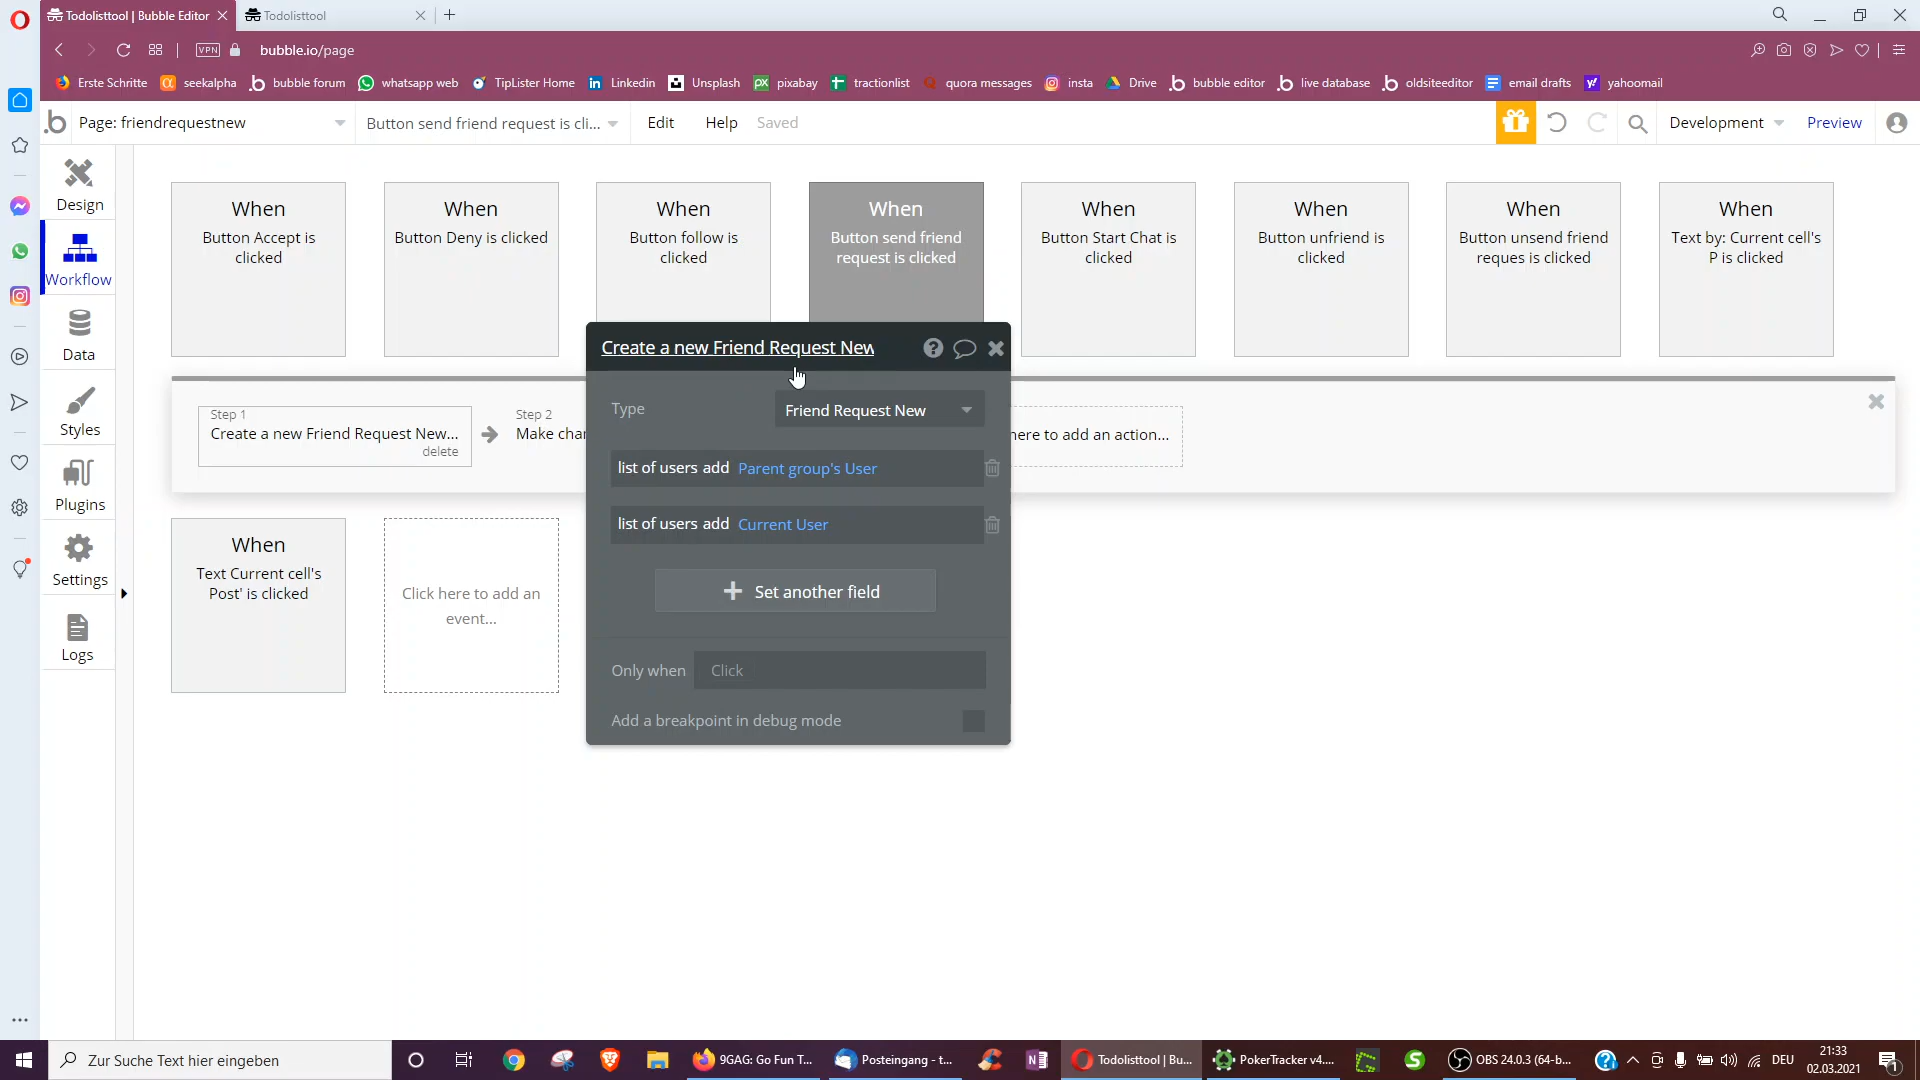 Todolisttool | Bubble Editor
Todolisttool
VPN
bubble.io/page
Erste Schritte
seekalpha
bubble forum
whatsapp web
TipLister Home
Linkedin
Unsplash
pixabay
tractionlist
quora messages
insta
Drive
bubble editor
live database
oldsiteeditor
email drafts
yahoomail
Page: friendrequestnew
Button send friend request is cli...
Edit
Help
Saved
Development
Preview
Design
Workflow
Data
Styles
Plugins
Settings
Logs
When
Button Accept is
clicked
When
Button Deny is clicked
When
Button follow is
clicked
When
Button send friend
request is clicked
When
Button Start Chat is
clicked
When
Button unfriend is
clicked
When
Button unsend friend
reques is clicked
When
Text by: Current cell's
P is clicked
Step 1
Create a new Friend Request New...
delete
Step 2
Make char
here to add an action...
Create a new Friend Request New
Type
Friend Request New
list of users add Parent group's User
list of users add Current User
Set another field
Only when
Click
Add a breakpoint in debug mode
When
Text Current cell's
Post' is clicked
Click here to add an
event...
Zur Suche Text hier eingeben
9GAG: Go Fun T...
Posteingang - t...
Todolisttool | Bu...
PokerTracker v4....
OBS 24.0.3 (64-b...
DEU
21:33
02.03.2021
1